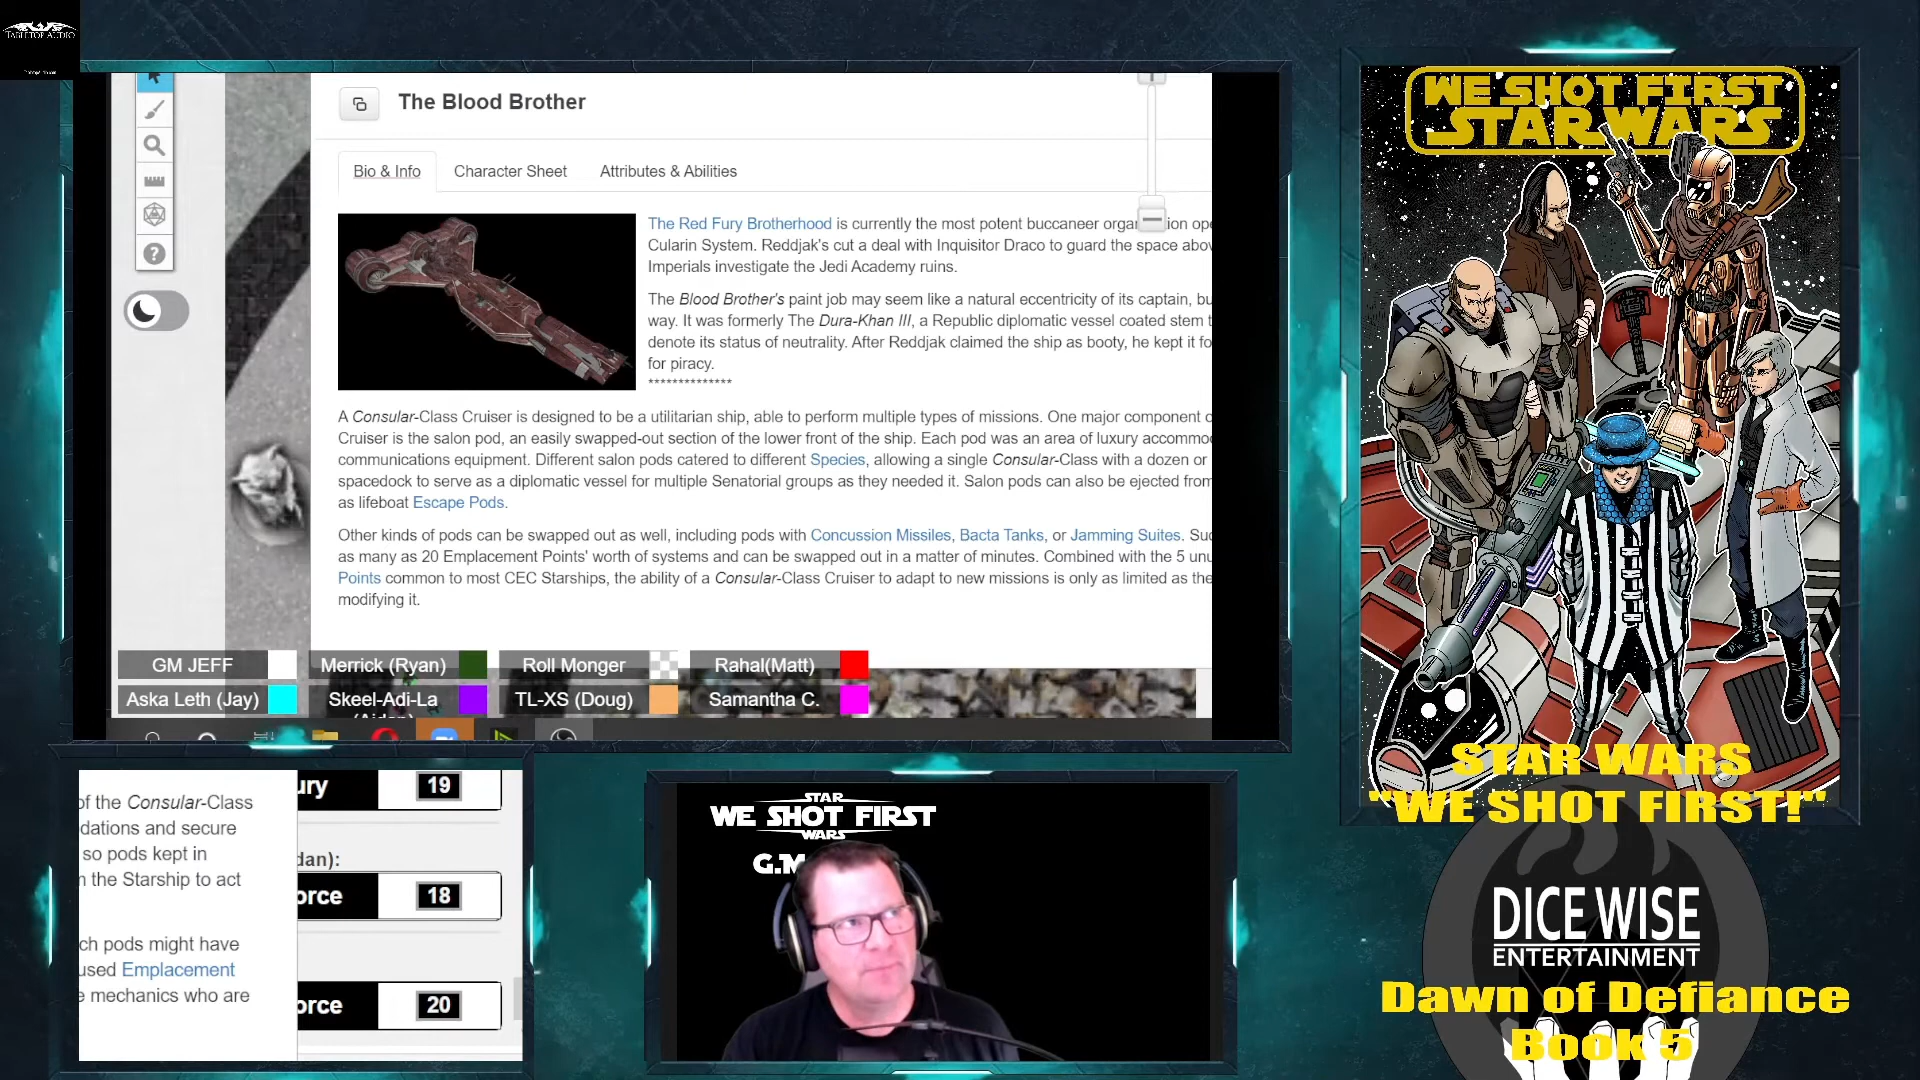 TABLETOP AUDIO
The Blood Brother
Bio & Info
Character Sheet
Attributes & Abilities
The Red Fury Brotherhood is currently the most potent buccaneer orga ion ope
Cularin System. Reddjak's cut a deal with Inquisitor Draco to guard the space abov
Imperials investigate the Jedi Academy ruins.
The Blood Brother's paint job may seem like a natural eccentricity of its captain, bu
way. It was formerly The Dura-Khan III, a Republic diplomatic vessel coated stem t
denote its status of neutrality. After Reddjak claimed the ship as booty, he kept it fo
for piracy.
**************
A Consular-Class Cruiser is designed to be a utilitarian ship, able to perform multiple types of missions. One major component o
Cruiser is the salon pod, an easily swapped-out section of the lower front of the ship. Each pod was an area of luxury accommo
communications equipment. Different salon pods catered to different Species, allowing a single Consular-Class with a dozen or
spacedock to serve as a diplomatic vessel for multiple Senatorial groups as they needed it. Salon pods can also be ejected from
as lifeboat Escape Pods.
Other kinds of pods can be swapped out as well, including pods with Concussion Missiles, Bacta Tanks, or Jamming Suites. Suc
as many as 20 Emplacement Points' worth of systems and can be swapped out in a matter of minutes. Combined with the 5 unu
Points common to most CEC Starships, the ability of a Consular-Class Cruiser to adapt to new missions is only as limited as the
modifying it.
GM JEFF
Merrick (Ryan)
Roll Monger
Rahal(Matt)
Aska Leth (Jay)
Skeel-Adi-La
(Aidan)
TL-XS (Doug)
Samantha C.
of the Consular-Class
dations and secure
so pods kept in
n the Starship to act
ch pods might have
used Emplacement
e mechanics who are
ury 19
dan):
orce 18
orce 20
STAR
WE SHOT FIRST
WARS
G.M
WE SHOT FIRST
STAR WARS
STAR WARS
"WE SHOT FIRST!"
DICE WISE
ENTERTAINMENT
Dawn of Defiance
Book 5